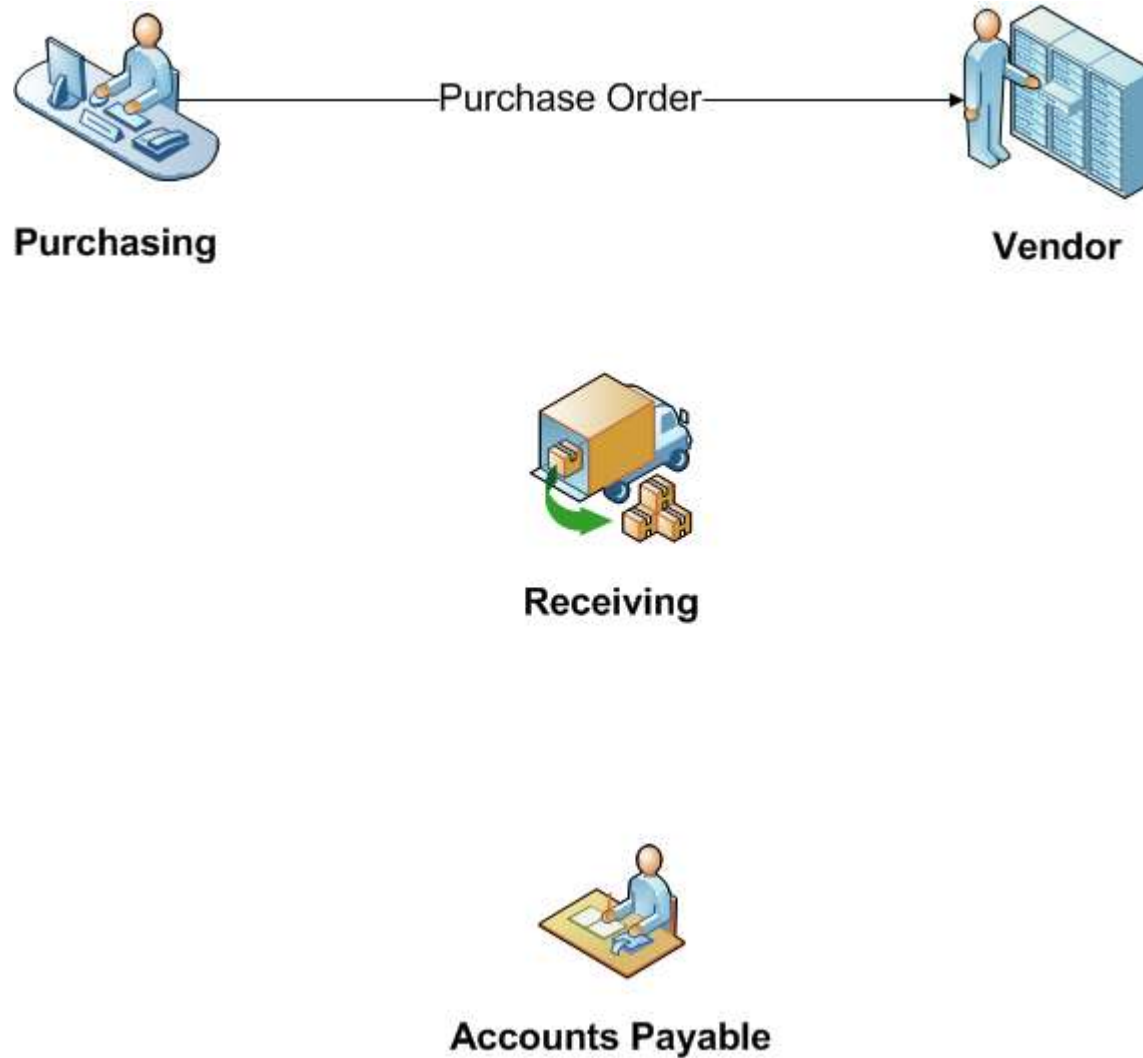 Purchase Order
Purchasing
Vendor
Receiving
Accounts Payable